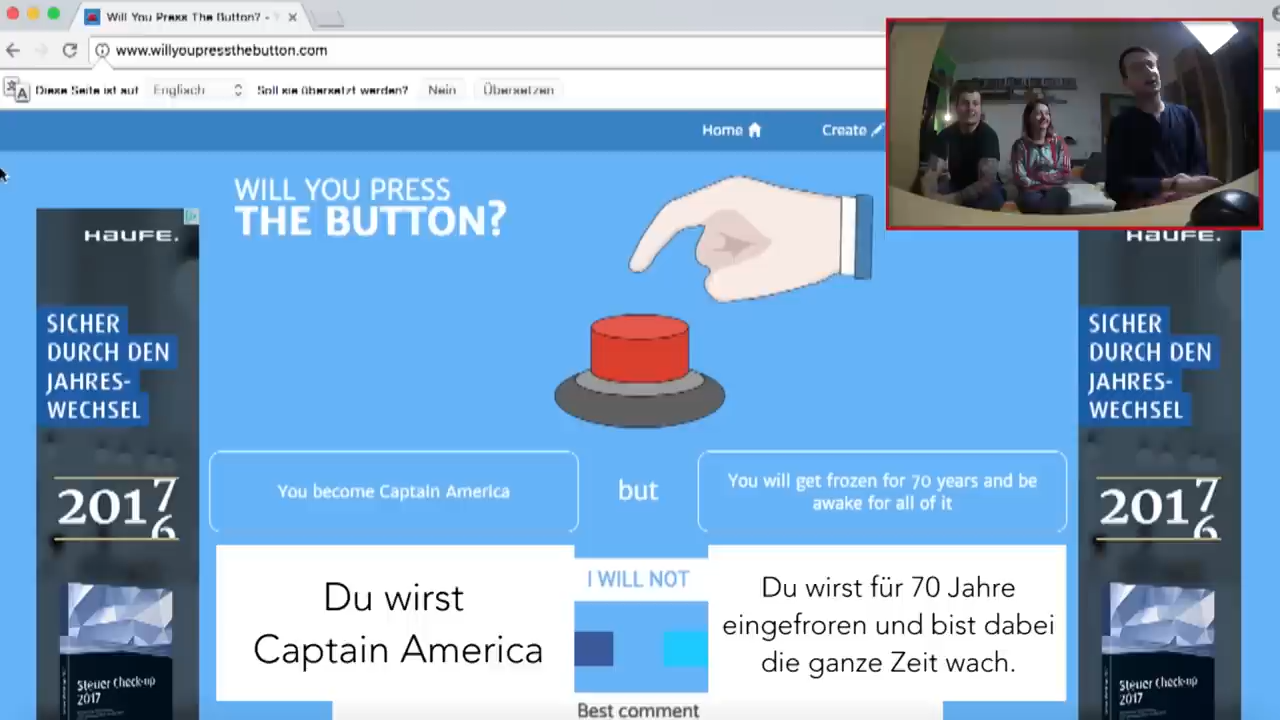 Will You Press The Button? -
www.willyoupressthebutton.com
Diese Seite ist auf Englisch Soll sie übersetzt werden? Nein Übersetzen
Home Create
WILL YOU PRESS
THE BUTTON?
HAUFE.
SICHER
DURCH DEN
JAHRES-
WECHSEL
2017
6
Steuer Check-up
2017
HAUFE.
SICHER
DURCH DEN
JAHRES-
WECHSEL
2017
6
Steuer Check-up
2017
You become Captain America
but
You will get frozen for 70 years and be
awake for all of it
I WILL NOT
Du wirst
Captain America
Du wirst für 70 Jahre
eingefroren und bist dabei
die ganze Zeit wach.
Best comment